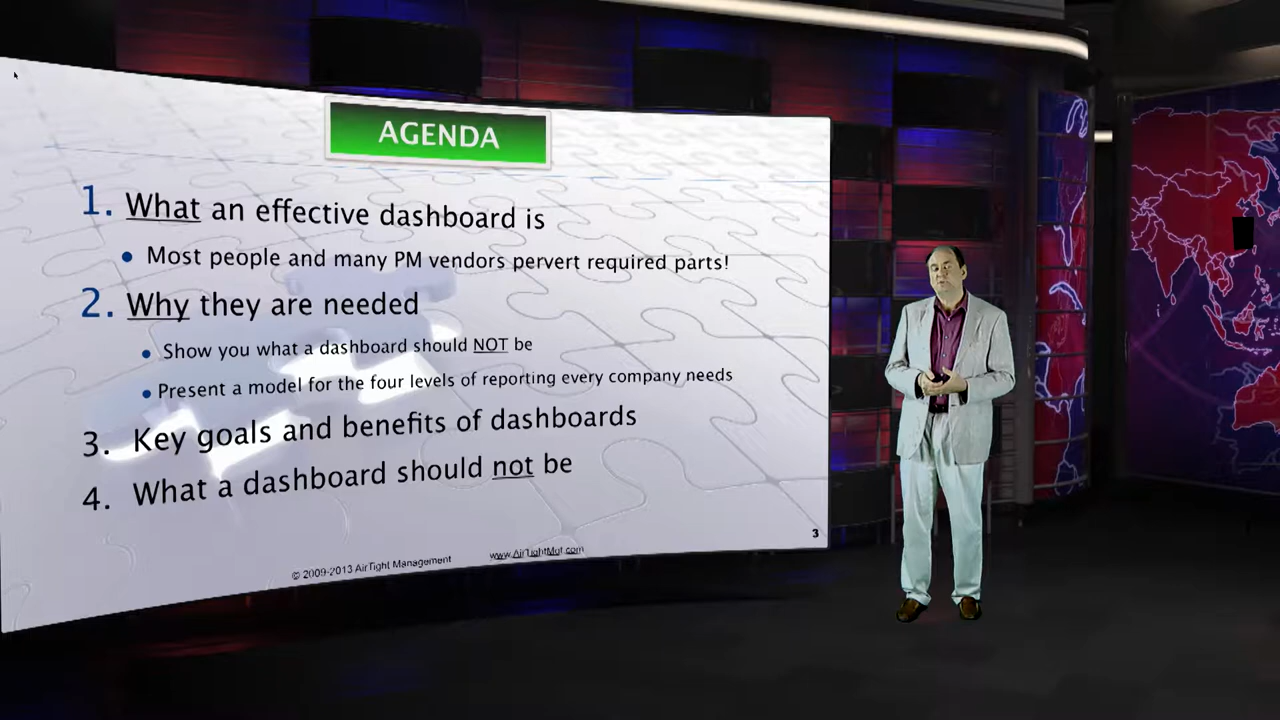 AGENDA
1. What an effective dashboard is
• Most people and many PM vendors pervert required parts!
2. Why they are needed
• Show you what a dashboard should NOT be
• Present a model for the four levels of reporting every company needs
3. Key goals and benefits of dashboards
4. What a dashboard should not be
3
© 2009-2013 AirTight Management www.AirTightMgt.com